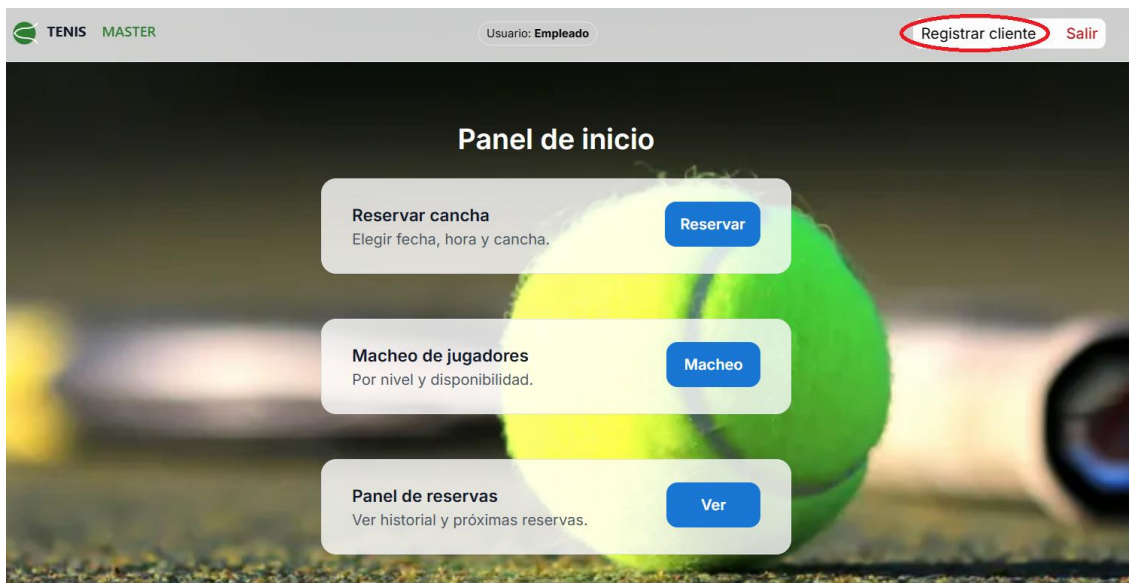 TENIS MASTER
Usuario: Empleado
Registrar cliente Salir
Panel de inicio
Reservar cancha
Elegir fecha, hora y cancha.
Reservar
Macheo de jugadores
Por nivel y disponibilidad.
Macheo
Panel de reservas
Ver historial y próximas reservas.
Ver